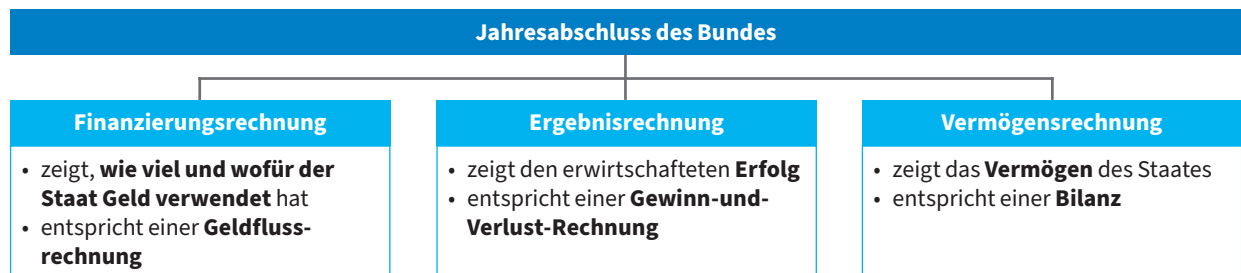 Jahresabschluss des Bundes
Finanzierungsrechnung
• zeigt, wie viel und wofür der
Staat Geld verwendet hat
• entspricht einer Geldfluss-
rechnung
Ergebnisrechnung
• zeigt den erwirtschafteten Erfolg
• entspricht einer Gewinn-und-
Verlust-Rechnung
Vermögensrechnung
• zeigt das Vermögen des Staates
• entspricht einer Bilanz